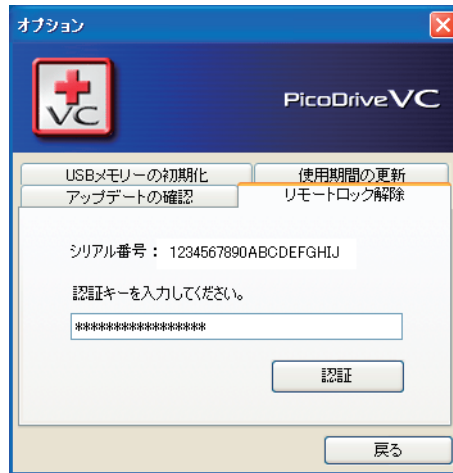 オプション
VC
PicoDriveVC
USBメモリーの初期化
使用期間の更新
アップデートの確認
リモートロック解除
シリアル番号： 1234567890ABCDEFGHIJ
認証キーを入力してください。
*****************
認証
戻る